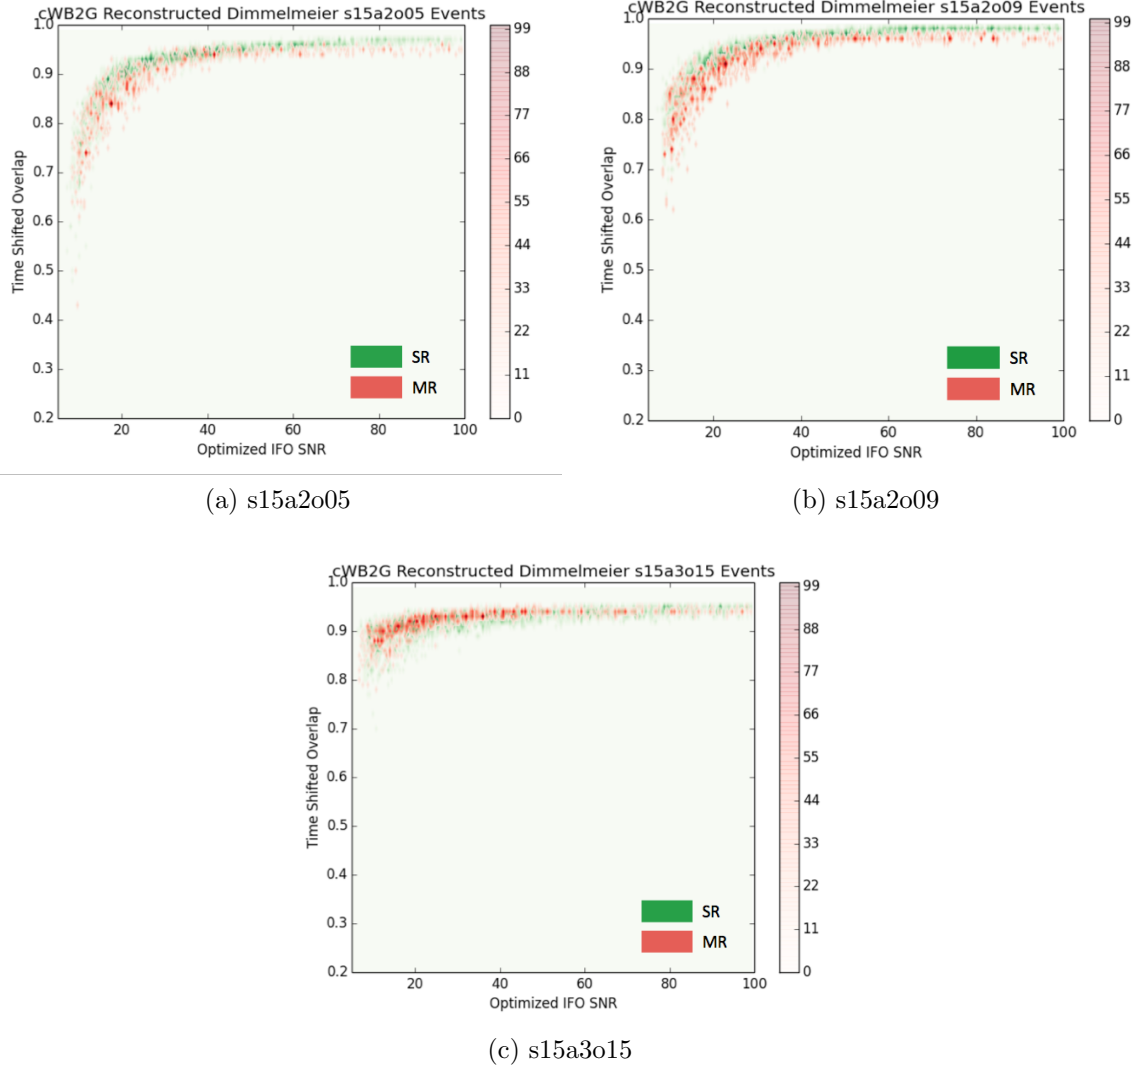 cWB2G Reconstructed Dimmelmeier s15a2o05 Events
1.0
0.9
0.8
0.7
0.6
0.5
0.4
0.3
0.2
Time Shifted Overlap
20 40 60 80 100
Optimized IFO SNR
SR
MR
99
88
77
66
55
44
33
22
11
0
(a) s15a2o05
cWB2G Reconstructed Dimmelmeier s15a2o09 Events
1.0
0.9
0.8
0.7
0.6
0.5
0.4
0.3
0.2
Time Shifted Overlap
20 40 60 80 100
Optimized IFO SNR
SR
MR
99
88
77
66
55
44
33
22
11
0
(b) s15a2o09
cWB2G Reconstructed Dimmelmeier s15a3o15 Events
1.0
0.9
0.8
0.7
0.6
0.5
0.4
0.3
0.2
Time Shifted Overlap
20 40 60 80 100
Optimized IFO SNR
SR
MR
99
88
77
66
55
44
33
22
11
0
(c) s15a3o15